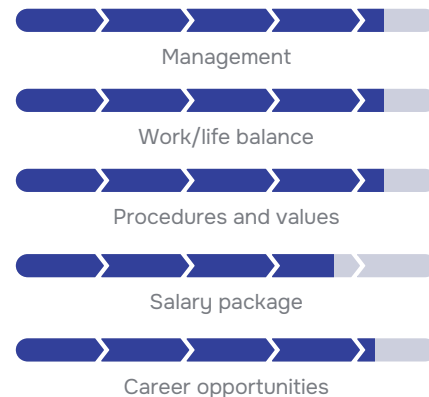 Management
Work/life balance
Procedures and values
Salary package
Career opportunities